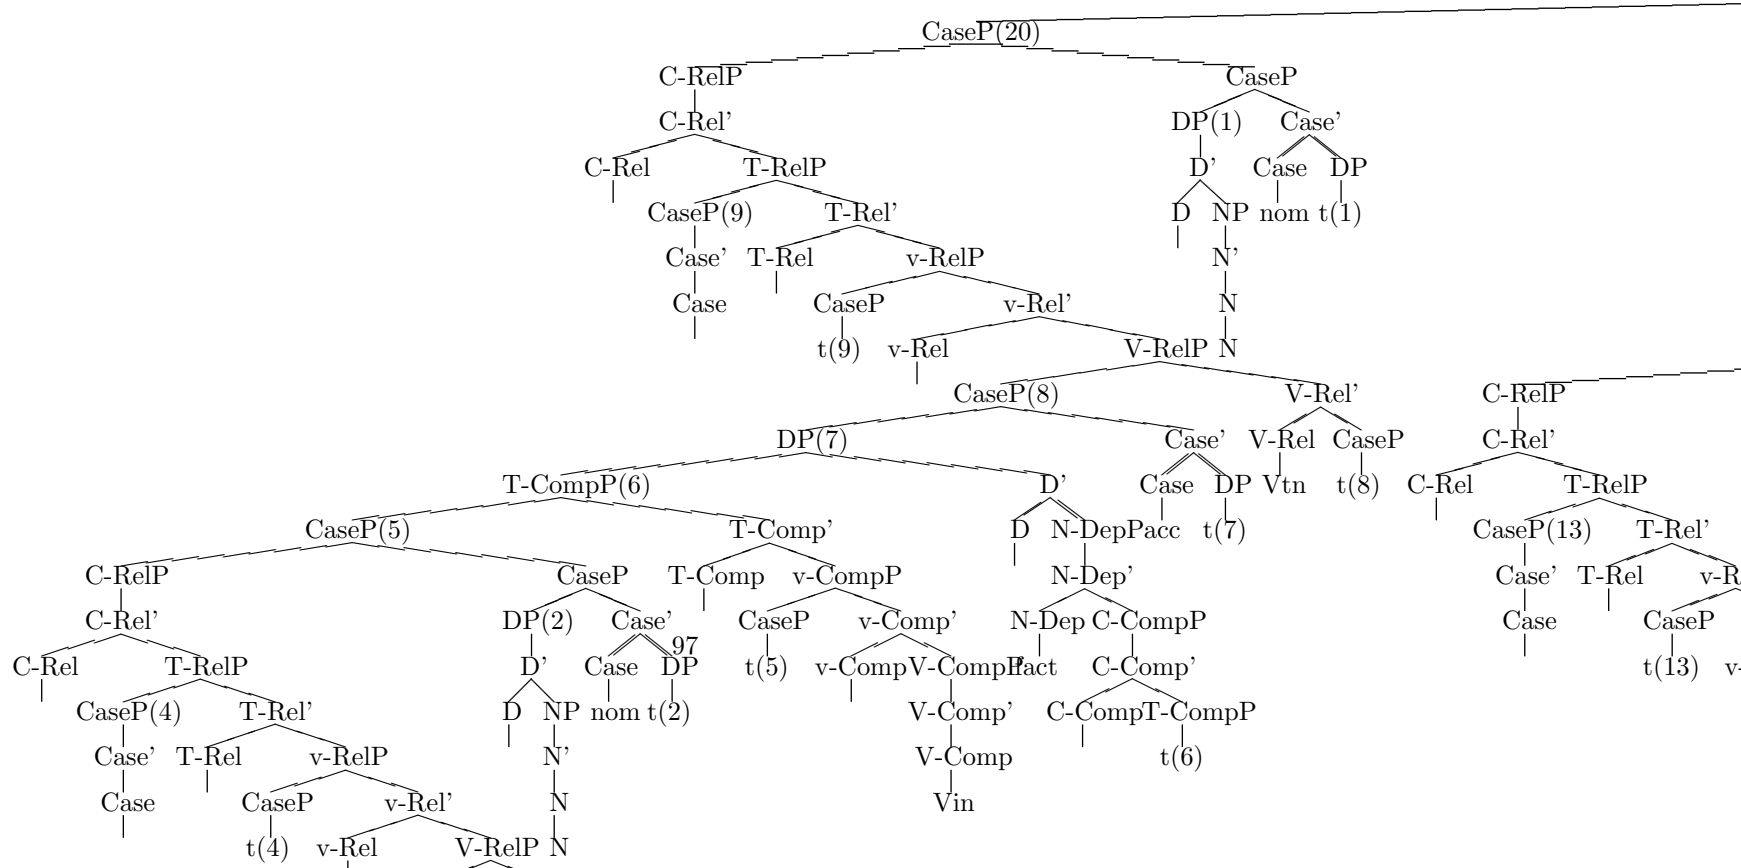 CaseP(20)
C-RelP CaseP
C-Rel' DP(1) Case'
C-Rel T-RelP D' Case DP
CaseP(9) T-Rel' D NP nom t(1)
Case' T-Rel v-RelP N'
Case CaseP v-Rel' N
t(9) v-Rel V-RelP N
CaseP(8) V-Rel' C-RelP
DP(7) Case' V-Rel CaseP C-Rel'
T-CompP(6) D' Case DP Vtn t(8) C-Rel T-RelP
CaseP(5) T-Comp' D N-DepP acc t(7) CaseP(13) T-Rel'
C-RelP CaseP T-Comp v-CompP N-Dep' Case' T-Rel v-R
C-Rel' DP(2) Case' CaseP v-Comp' N-Dep C-CompP Case CaseP
97
C-Rel T-RelP D' Case DP t(5) v-Comp V-CompP Fact C-Comp' t(13) v-
CaseP(4) T-Rel' D NP nom t(2) V-Comp' C-Comp T-CompP
Case' T-Rel v-RelP N' V-Comp t(6)
Case CaseP v-Rel' N Vin
t(4) v-Rel V-RelP N